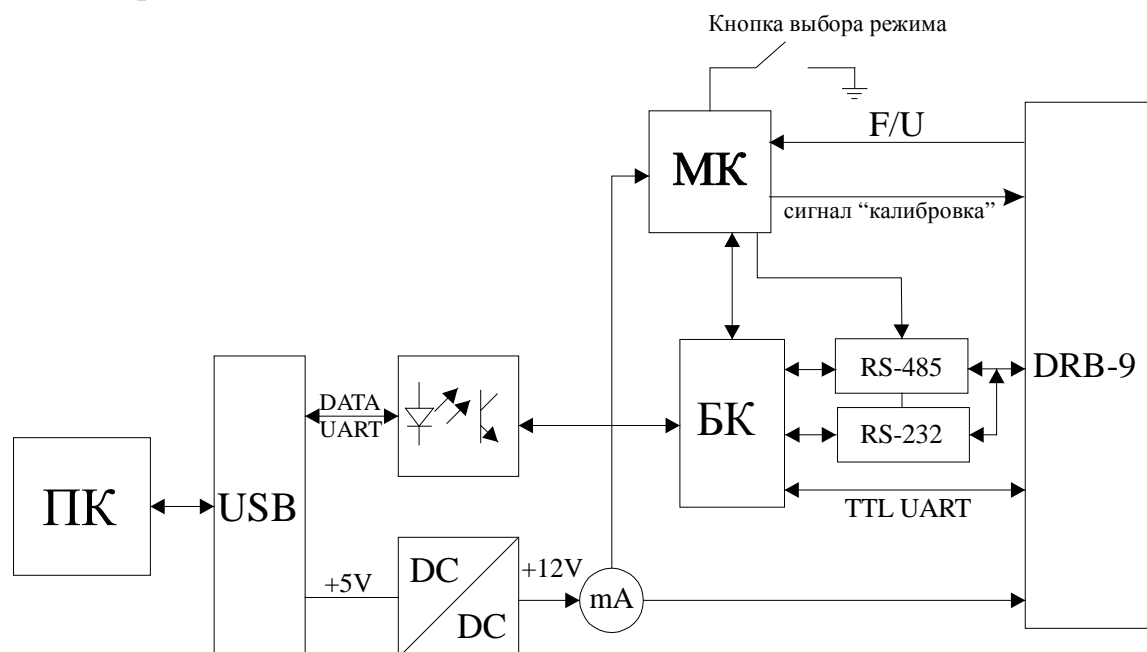 Кнопка выбора режима
F/U
МК
сигнал “калибровка”
RS-485
DRB-9
DATA
UART
БК
RS-232
ПК
USB
TTL UART
+5V
DC
DC
+12V
mA